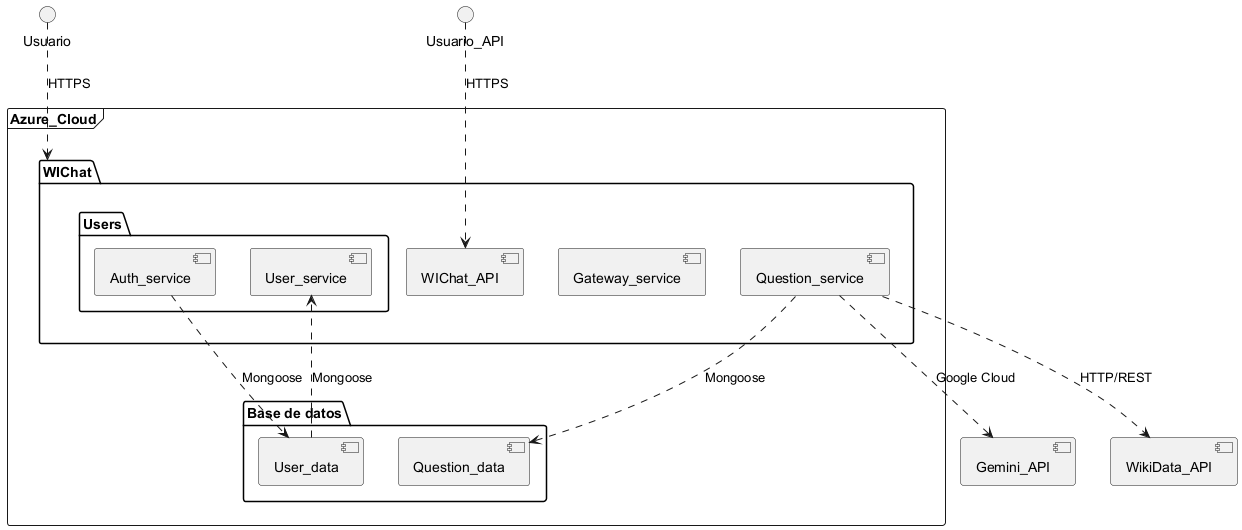 Usuario
Usuario_API
HTTPS
HTTPS
Azure_Cloud
WIChat
Users
Auth_service
User_service
WIChat_API
Gateway_service
Question_service
Mongoose
Mongoose
Mongoose
Google Cloud
HTTP/REST
Base de datos
User_data
Question_data
Gemini_API
WikiData_API